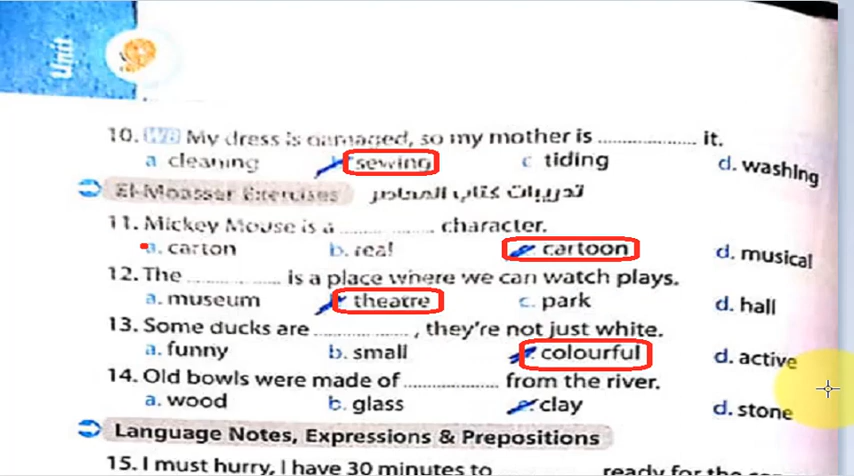 Unit
10. WB My dress is damaged, so my mother is .................. it.
a cleaning sewing c tiding d. washing
El-Moasser Exercises تدريبات كتاب المعاصر
11. Mickey Mouse is a .................. character.
a. carton b. real cartoon d. musical
12. The .................. is a place where we can watch plays.
a. museum theatre c. park d. hall
13. Some ducks are .................. , they're not just white.
a. funny b. small colourful d. active
14. Old bowls were made of .................. from the river.
a. wood b. glass c. clay d. stone
Language Notes, Expressions & Prepositions
15. I must hurry, I have 30 minutes to .................. ready for the